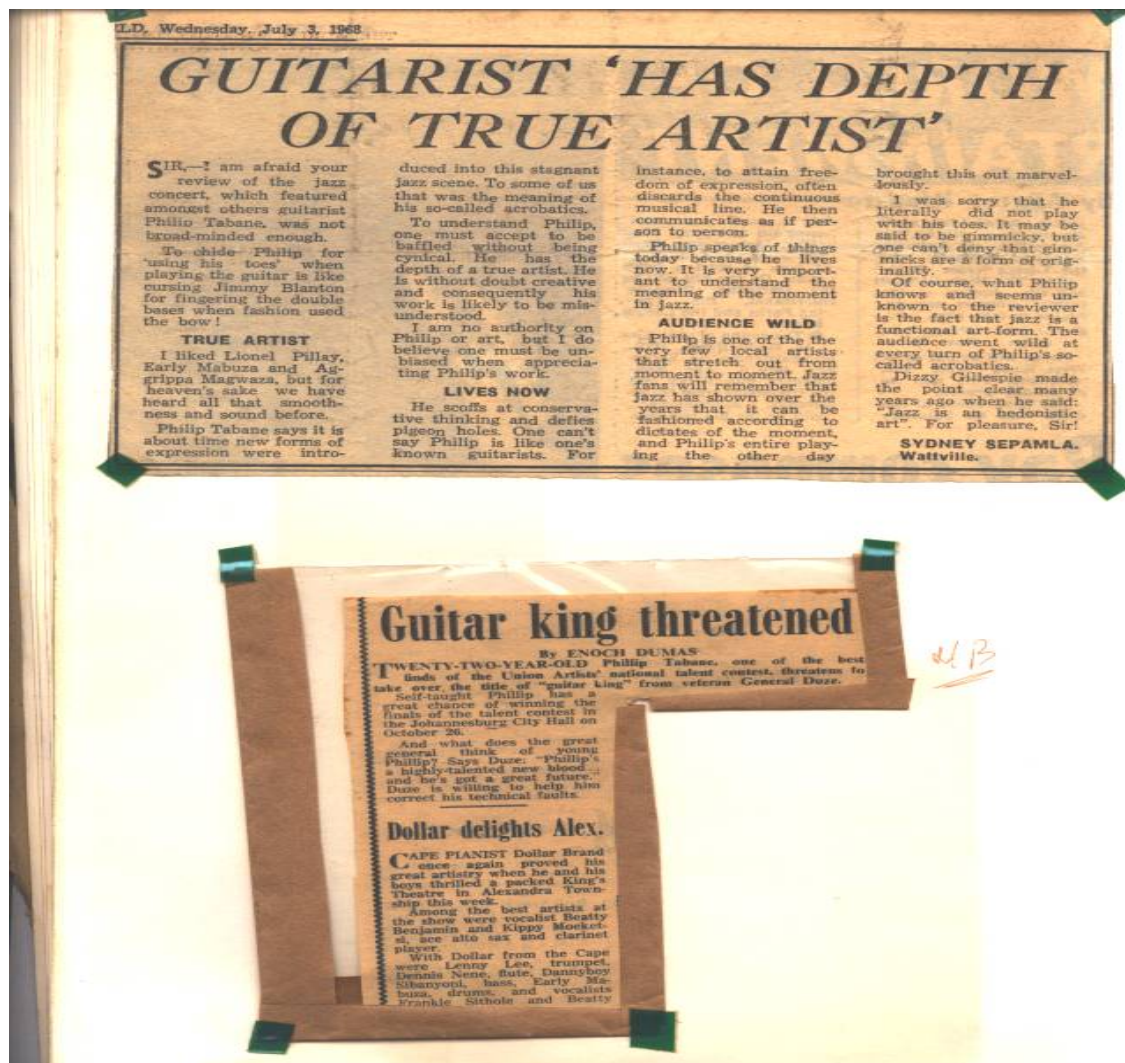 LD, Wednesday, July 3, 1968
GUITARIST ‘HAS DEPTH
OF TRUE ARTIST’
SIR,—I am afraid your
review of the jazz
concert, which featured
amongst others guitarist
Philip Tabane, was not
broad-minded enough.
To chide Philip for
'using his toes' when
playing the guitar is like
cursing Jimmy Blanton
for fingering the double
bases when fashion used
the bow!
TRUE ARTIST
I liked Lionel Pillay,
Early Mabuza and Ag-
grippa Magwaza, but for
heaven's sake we have
heard all that smooth-
ness and sound before.
Philip Tabane says it is
about time new forms of
expression were intro-
duced into this stagnant
jazz scene. To some of us
that was the meaning of
his so-called acrobatics.
To understand Philip,
one must accept to be
baffled without being
cynical. He has the
depth of a true artist. He
is without doubt creative
and consequently his
work is likely to be mis-
understood.
I am no authority on
Philip or art, but I do
believe one must be un-
biased when apprecia-
ting Philip's work.
LIVES NOW
He scoffs at conserva-
tive thinking and defies
pigeon holes. One can't
say Philip is like one's
known guitarists. For
instance, to attain free-
dom of expression, often
discards the continuous
musical line. He then
communicates as if per-
son to person.
Philip speaks of things
today because he lives
now. It is very import-
ant to understand the
meaning of the moment
in jazz.
AUDIENCE WILD
Philip is one of the the
very few local artists
that stretch out from
moment to moment. Jazz
fans will remember that
jazz has shown over the
years that it can be
fashioned according to
dictates of the moment,
and Philip's entire play-
ing the other day
brought this out marvel-
lously.
I was sorry that he
literally did not play
with his toes. It may be
said to be gimmicky, but
one can't deny that gim-
micks are a form of orig-
inality.
Of course, what Philip
knows and seems un-
known to the reviewer
is the fact that jazz is a
functional art-form. The
audience went wild at
every turn of Philip's so-
called acrobatics.
Dizzy Gillespie made
the point clear many
years ago when he said:
"Jazz is an hedonistic
art". For pleasure, Sir!
SYDNEY SEPAMLA.
Wattville.
Guitar king threatened
By ENOCH DUMAS
TWENTY-TWO-YEAR-OLD Phillip Tabane, one of the best
finds of the Union Artists' national talent contest, threatens to
take over the title of "guitar king" from veteran General Duze.
Self-taught Phillip has a
great chance of winning the
finals of the talent contest in
the Johannesburg City Hall on
October 26.
And what does the great
general think of young
Phillip? Says Duze: "Phillip's
a highly-talented new blood...
and he's got a great future."
Duze is willing to help him
correct his technical faults.
Dollar delights Alex.
CAPE PIANIST Dollar Brand
once again proved his
great artistry when he and his
boys thrilled a packed King's
Theatre in Alexandra Town-
ship this week.
Among the best artists at
the show were vocalist Beatty
Benjamin and Kippy Moeket-
si, ace alto sax and clarinet
player.
With Dollar from the Cape
were Lenny Lee, trumpet,
Dennis Nene, flute, Dannyboy
Sibanyoni, bass, Early Ma-
buza, drums, and vocalists
Frankie Sithole and Beatty